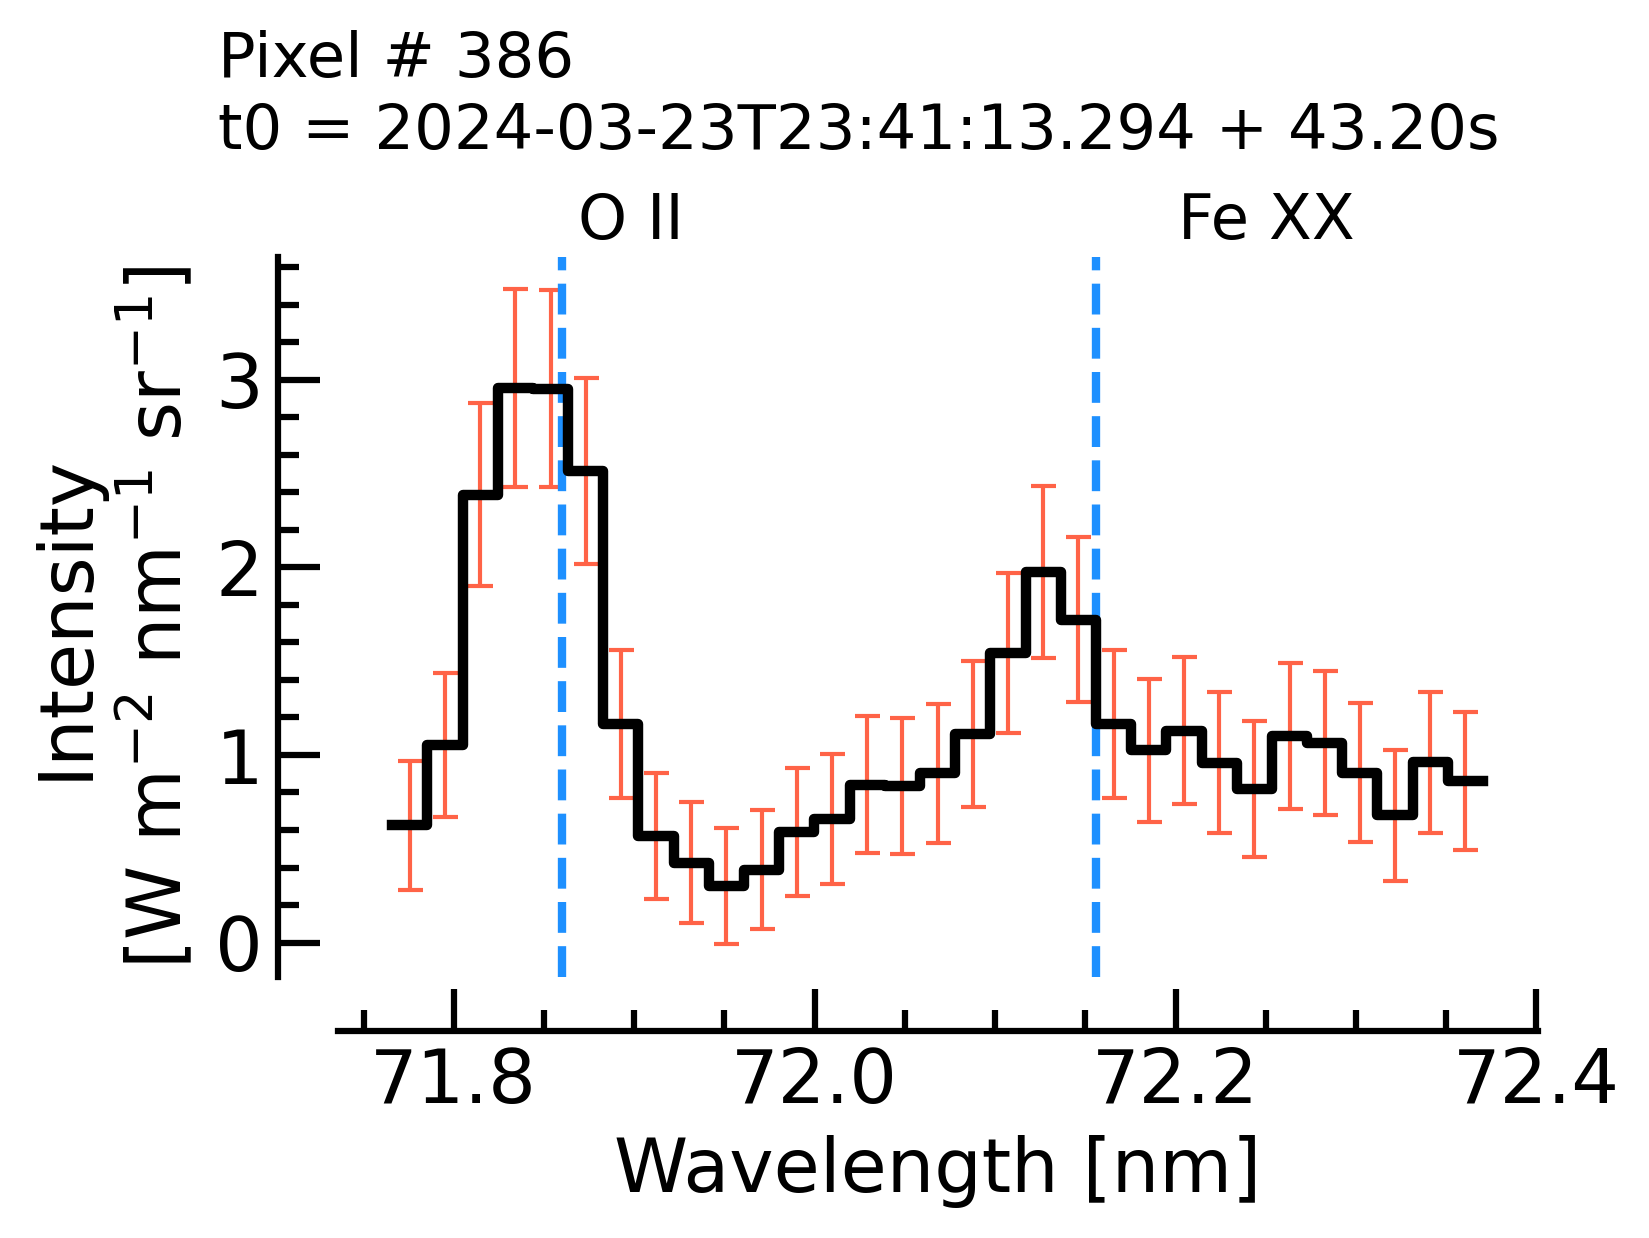 Pixel # 386
t0 = 2024-03-23T23:41:13.294 + 43.20s
O II
Fe XX
Intensity
[W m⁻² nm⁻¹ sr⁻¹]
3
2
1
0
71.8
72.0
72.2
72.4
Wavelength [nm]